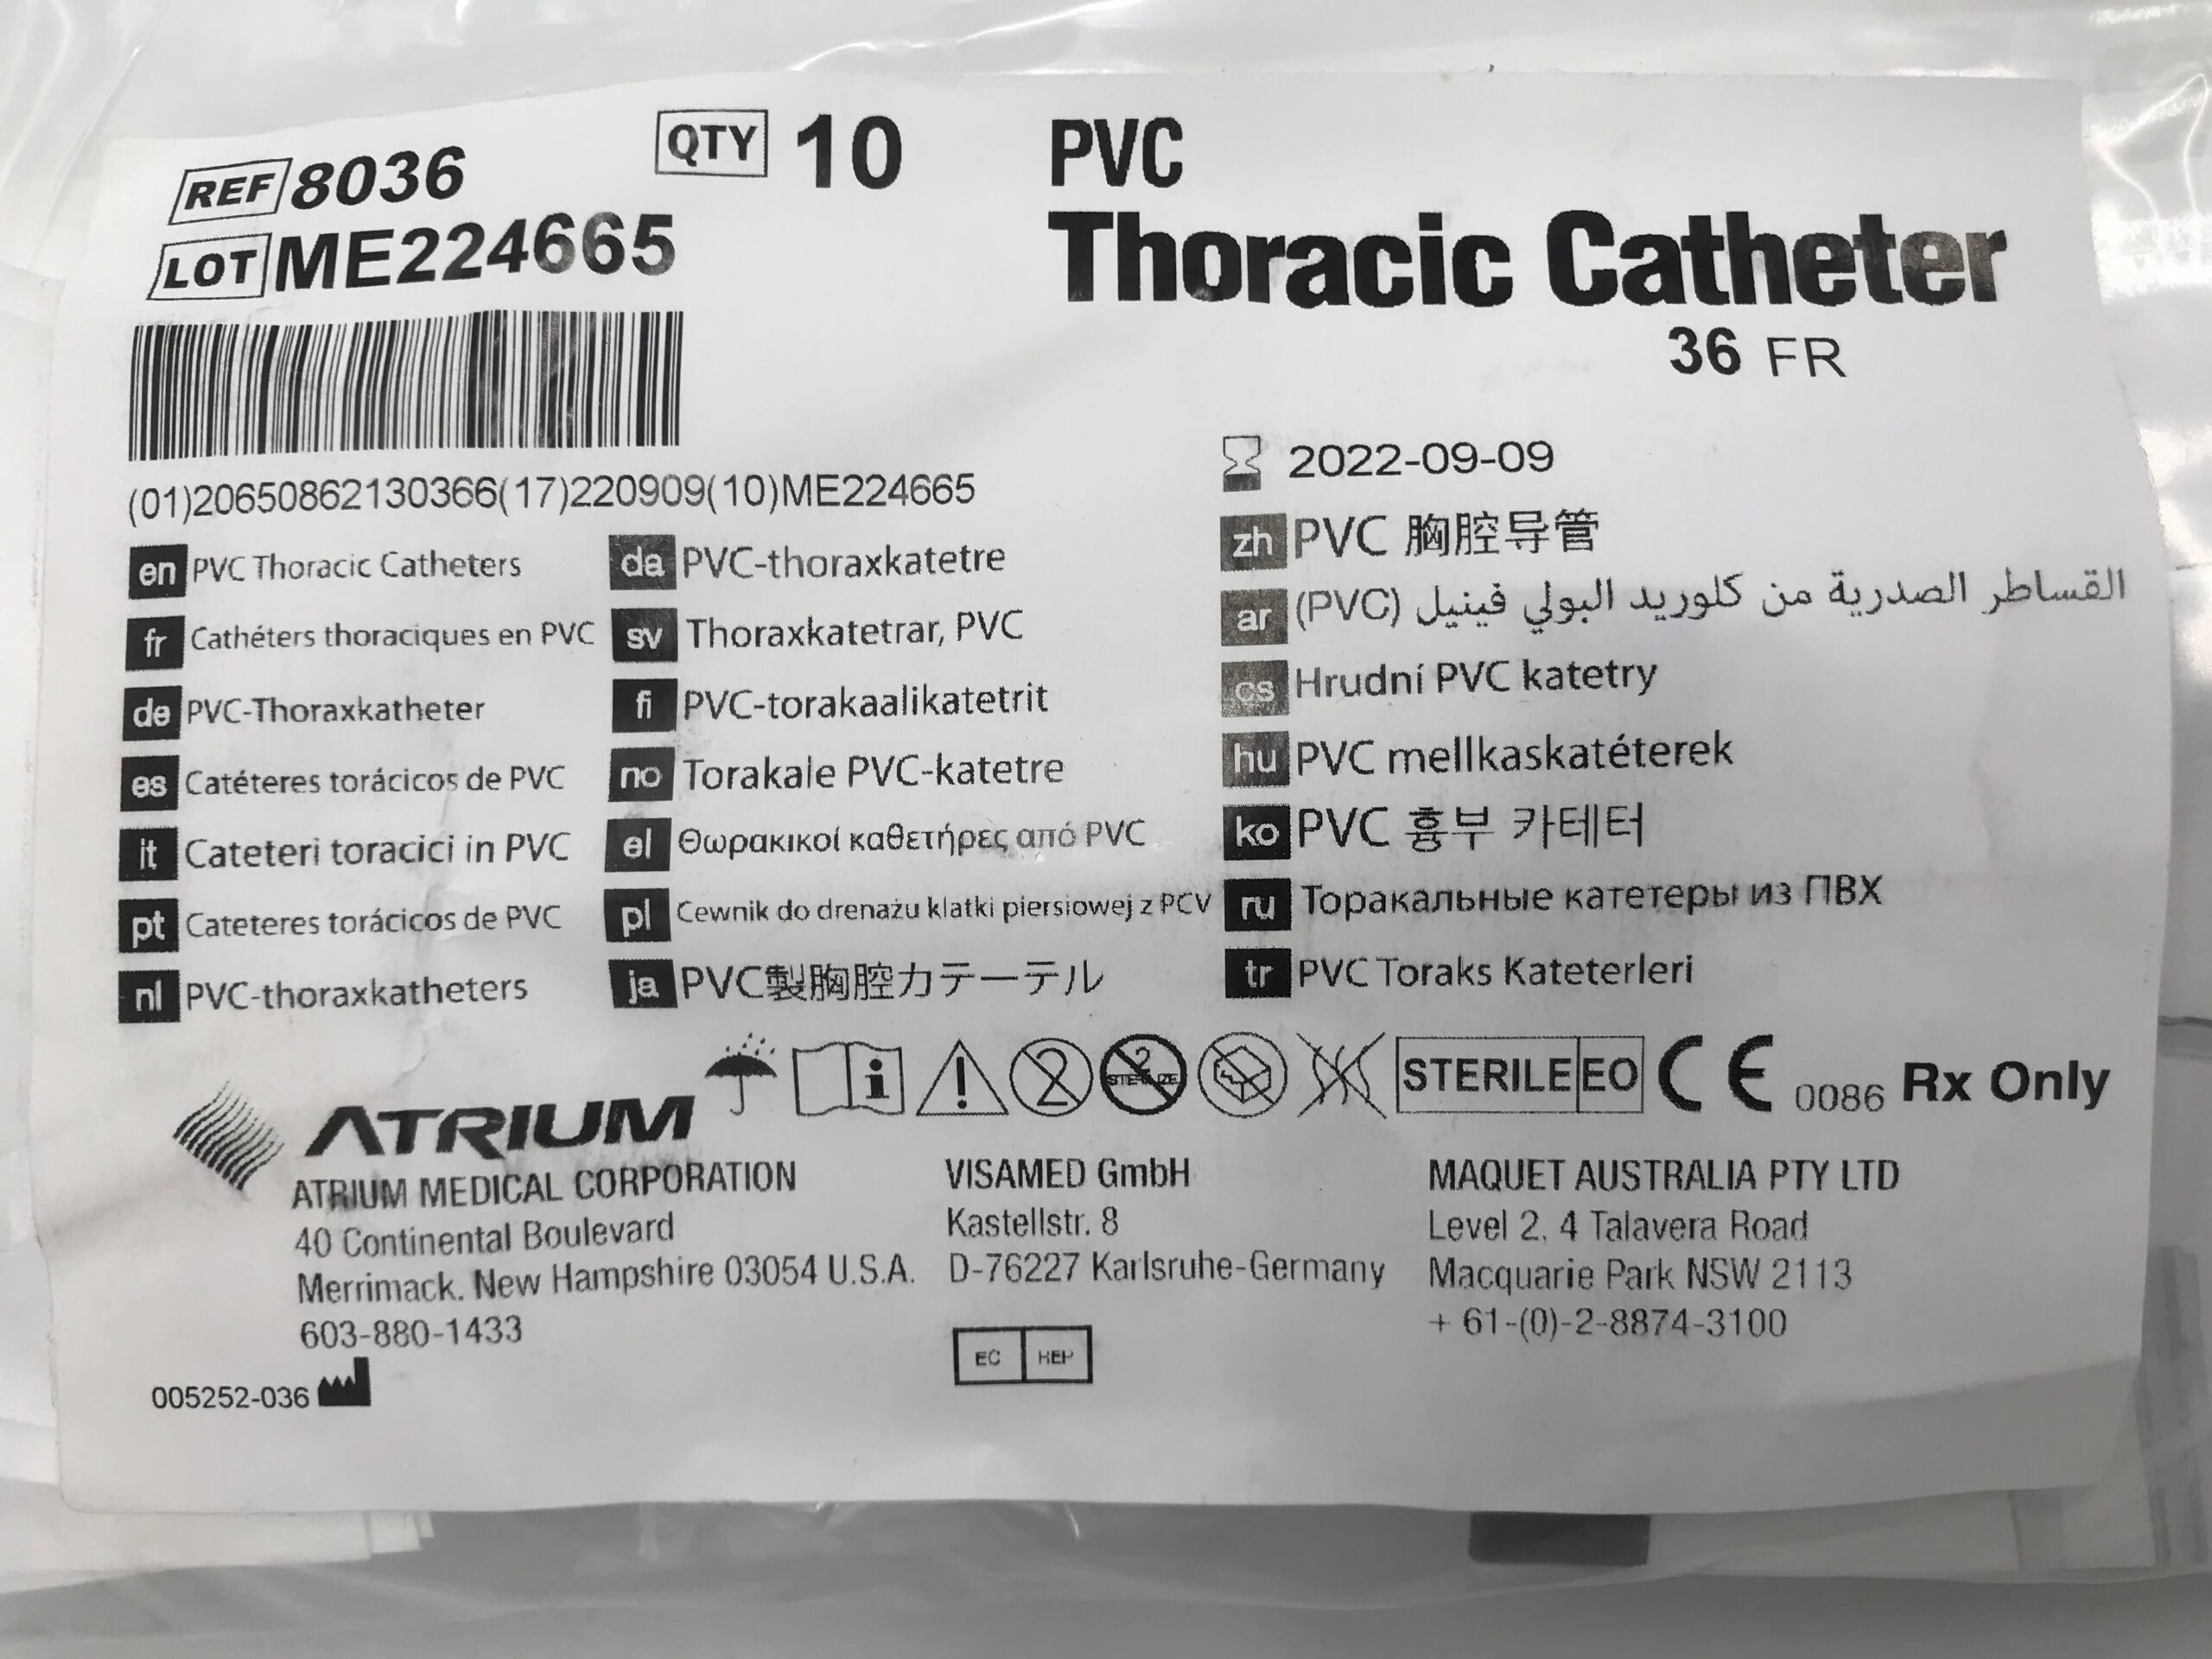 REF 8036
QTY 10
LOT ME224665
(01)20650862130366(17)220909(10)ME224665
PVC
Thoracic Catheter
36 FR
2022-09-09
en PVC Thoracic Catheters
fr Cathéters thoraciques en PVC
de PVC-Thoraxkatheter
es Catéteres torácicos de PVC
it Cateteri toracici in PVC
pt Cateteres torácicos de PVC
nl PVC-thoraxkatheters
da PVC-thoraxkatetre
sv Thoraxkatetrar, PVC
fi PVC-torakaalikatetrit
no Torakale PVC-katetre
el Θωρακικοί καθετήρες από PVC
pl Cewnik do drenażu klatki piersiowej z PCV
ja PVC製胸腔カテーテル
zh PVC 胸腔导管
ar القساطر الصدرية من كلوريد البولي فينيل (PVC)
cs Hrudní PVC katetry
hu PVC mellkaskatéterek
ko PVC 흉부 카테터
ru Торакальные катетеры из ПВХ
tr PVC Toraks Kateterleri
i ! 2 2 STERILIZE STERILE EO CE 0086 Rx Only
ATRIUM
ATRIUM MEDICAL CORPORATION
40 Continental Boulevard
Merrimack, New Hampshire 03054 U.S.A.
603-880-1433
005252-036
VISAMED GmbH
Kastellstr. 8
D-76227 Karlsruhe-Germany
EC REP
MAQUET AUSTRALIA PTY LTD
Level 2, 4 Talavera Road
Macquarie Park NSW 2113
+ 61-(0)-2-8874-3100